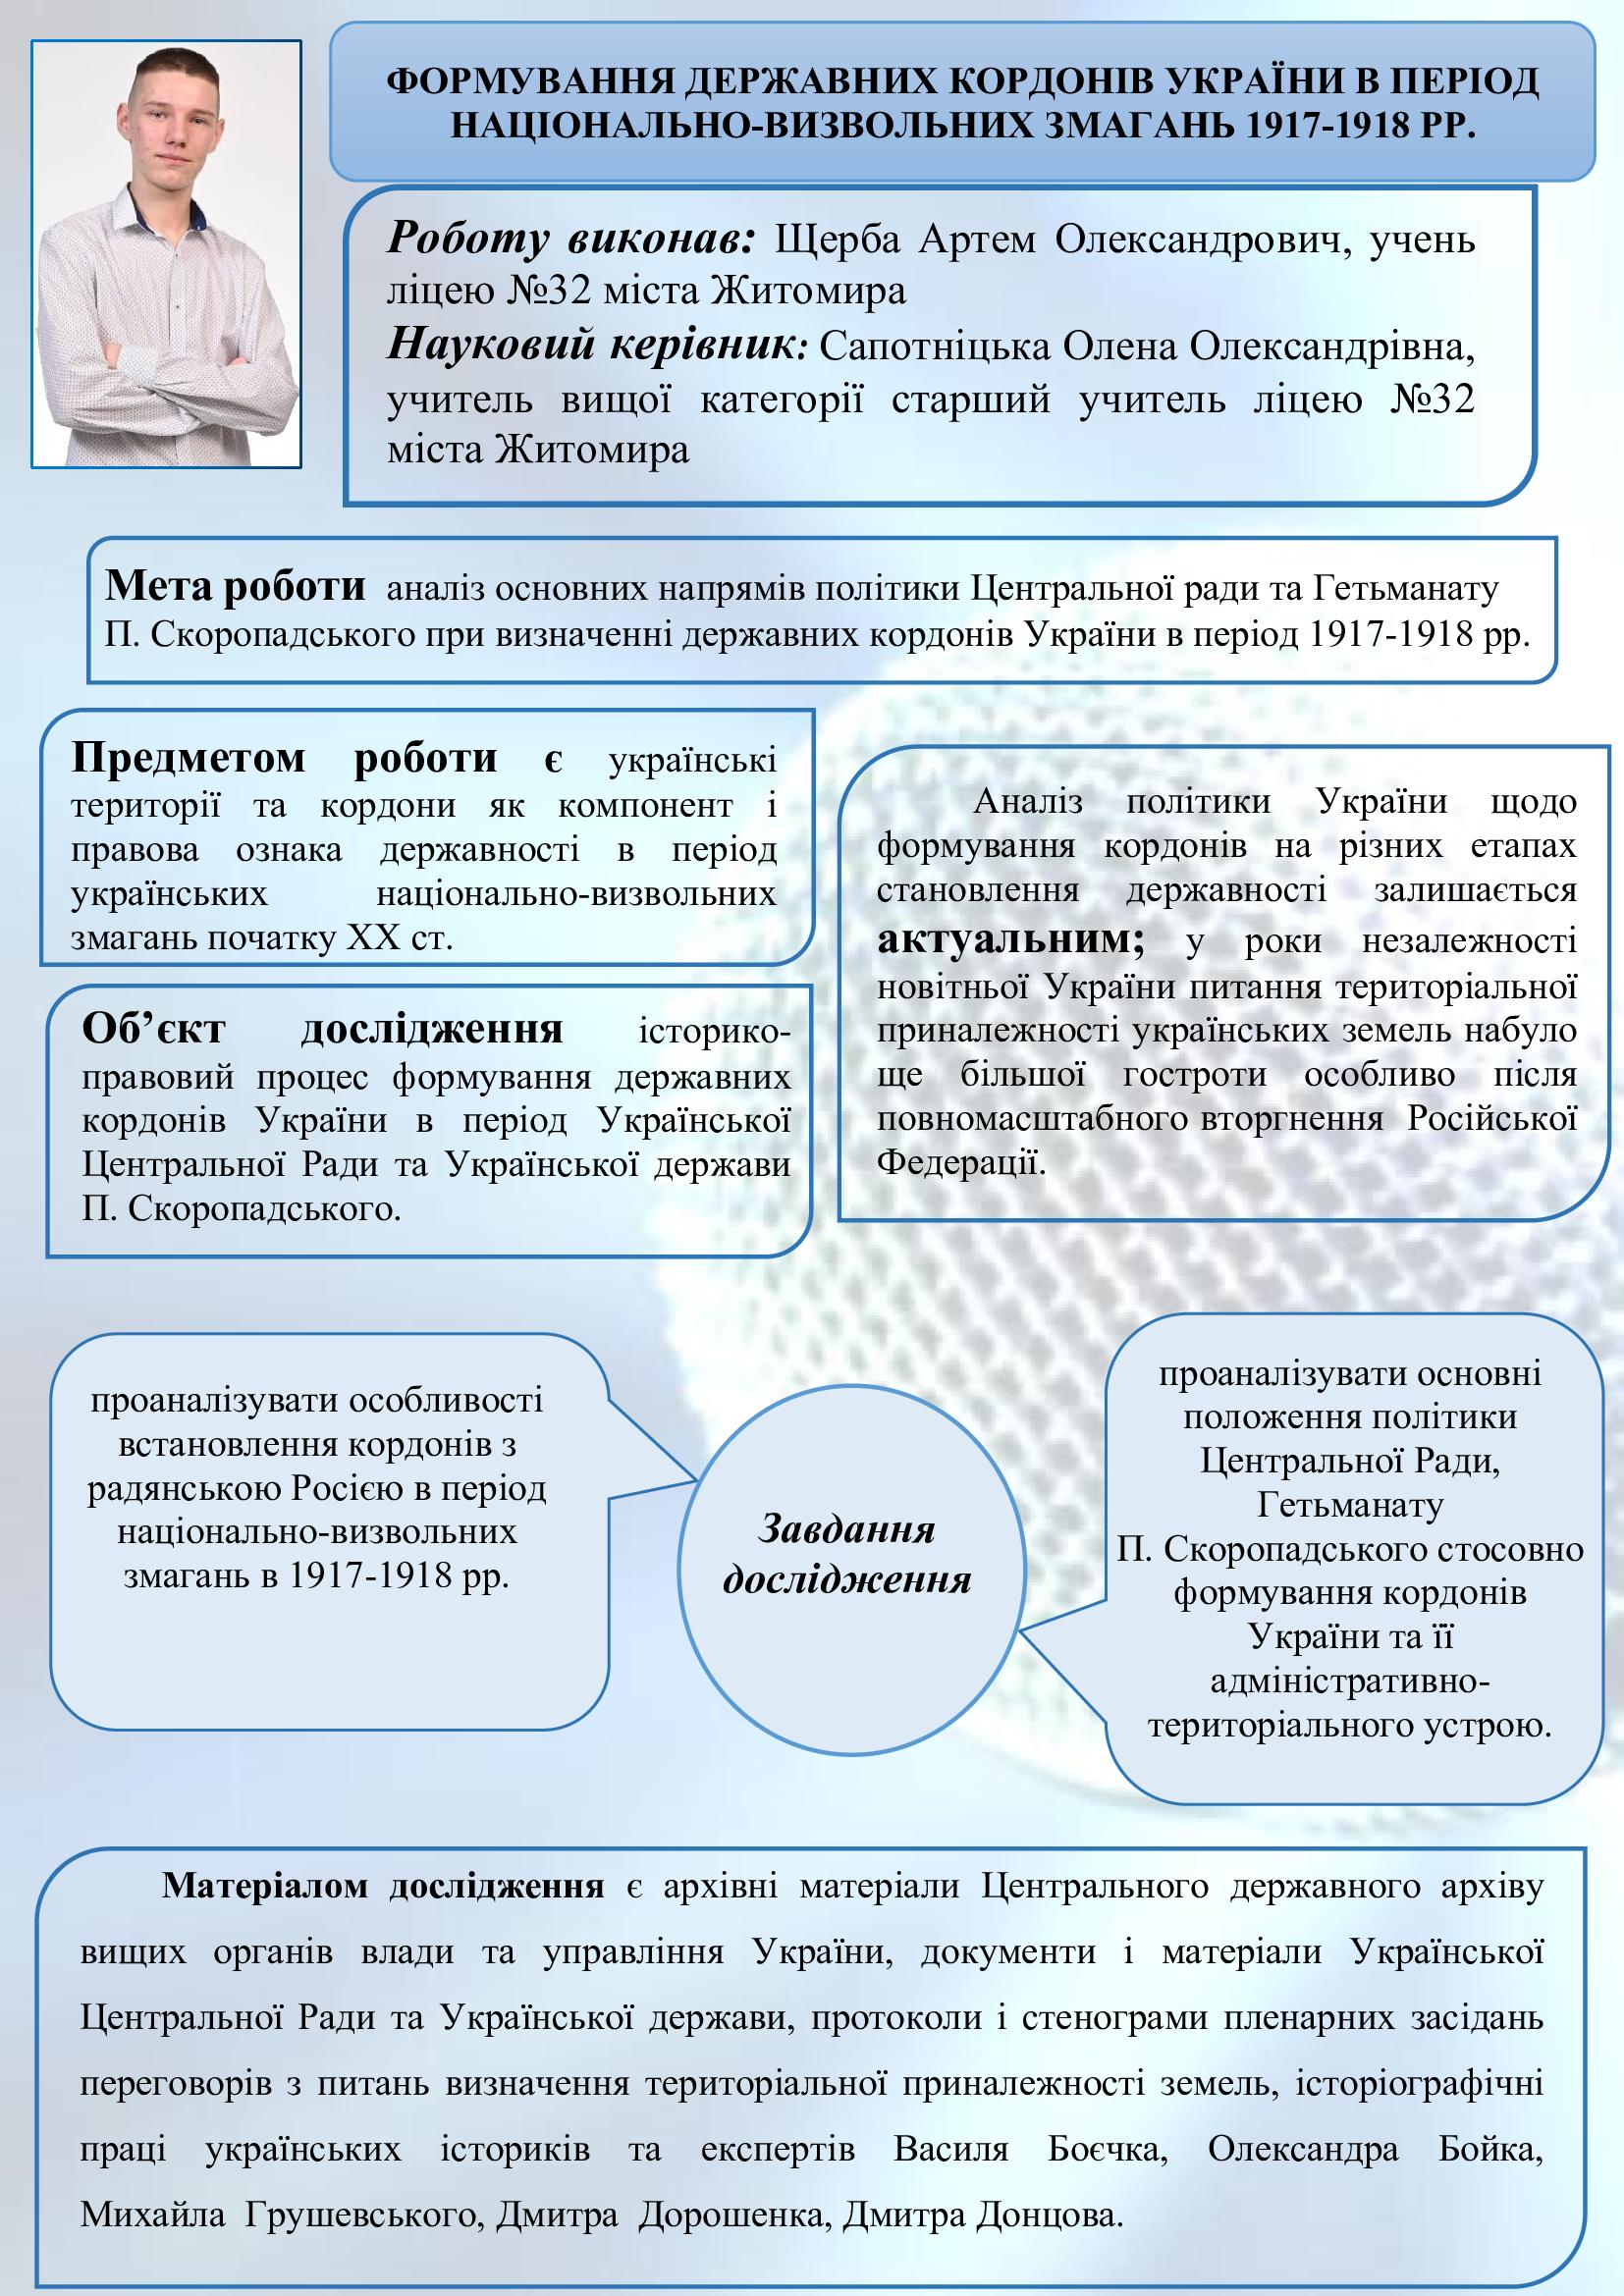 ФОРМУВАННЯ ДЕРЖАВНИХ КОРДОНІВ УКРАЇНИ В ПЕРІОД
НАЦІОНАЛЬНО-ВИЗВОЛЬНИХ ЗМАГАНЬ 1917-1918 РР.
Роботу виконав: Щерба Артем Олександрович, учень
ліцею №32 міста Житомира
Науковий керівник: Сапотніцька Олена Олександрівна,
учитель вищої категорії старший учитель ліцею №32
міста Житомира
Мета роботи аналіз основних напрямів політики Центральної ради та Гетьманату
П. Скоропадського при визначенні державних кордонів України в період 1917-1918 рр.
Предметом роботи є українські
території та кордони як компонент і
правова ознака державності в період
українських національно-визвольних
змагань початку ХХ ст.
Об’єкт дослідження історико-
правовий процес формування державних
кордонів України в період Української
Центральної Ради та Української держави
П. Скоропадського.
Аналіз політики України щодо
формування кордонів на різних етапах
становлення державності залишається
актуальним; у роки незалежності
новітньої України питання територіальної
приналежності українських земель набуло
ще більшої гостроти особливо після
повномасштабного вторгнення Російської
Федерації.
проаналізувати особливості
встановлення кордонів з
радянською Росією в період
національно-визвольних
змагань в 1917-1918 рр.
Завдання
дослідження
проаналізувати основні
положення політики
Центральної Ради,
Гетьманату
П. Скоропадського стосовно
формування кордонів
України та її
адміністративно-
територіального устрою.
Матеріалом дослідження є архівні матеріали Центрального державного архіву
вищих органів влади та управління України, документи і матеріали Української
Центральної Ради та Української держави, протоколи і стенограми пленарних засідань
переговорів з питань визначення територіальної приналежності земель, історіографічні
праці українських істориків та експертів Василя Боєчка, Олександра Бойка,
Михайла Грушевського, Дмитра Дорошенка, Дмитра Донцова.